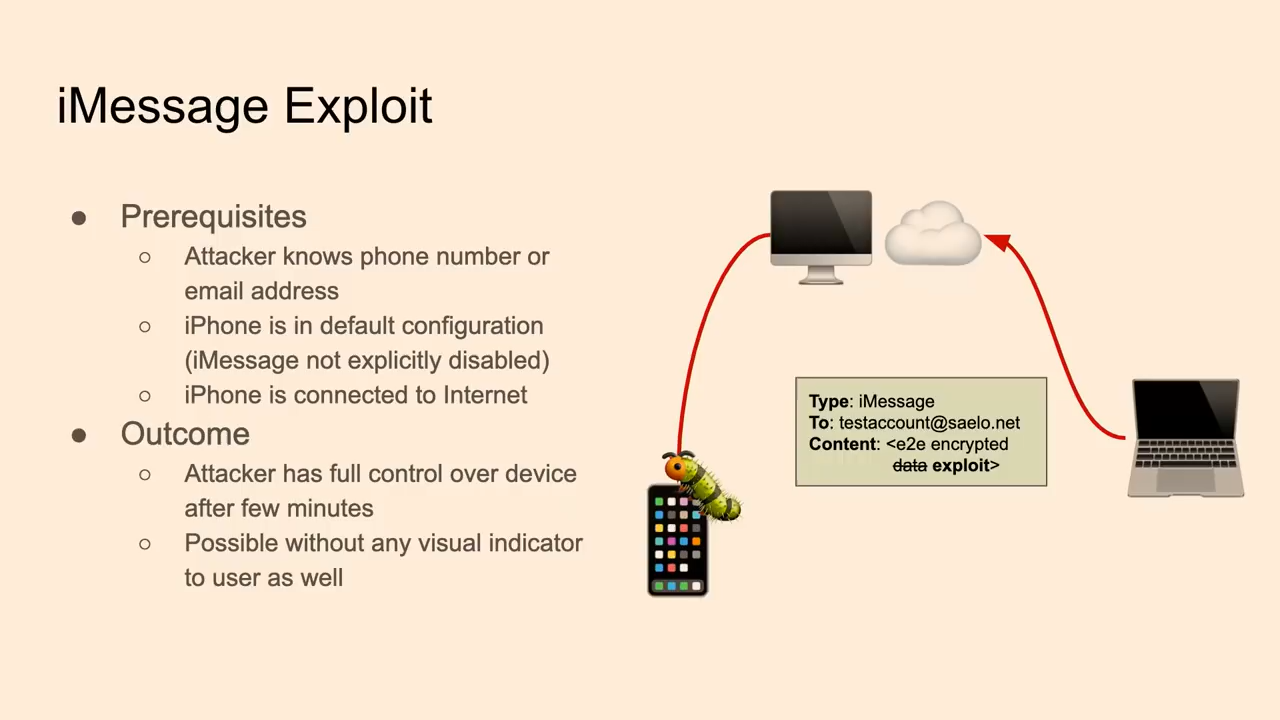 iMessage Exploit
● Prerequisites
○ Attacker knows phone number or
email address
○ iPhone is in default configuration
(iMessage not explicitly disabled)
○ iPhone is connected to Internet
● Outcome
○ Attacker has full control over device
after few minutes
○ Possible without any visual indicator
to user as well
Type: iMessage
To: testaccount@saelo.net
Content: <e2e encrypted
data exploit>